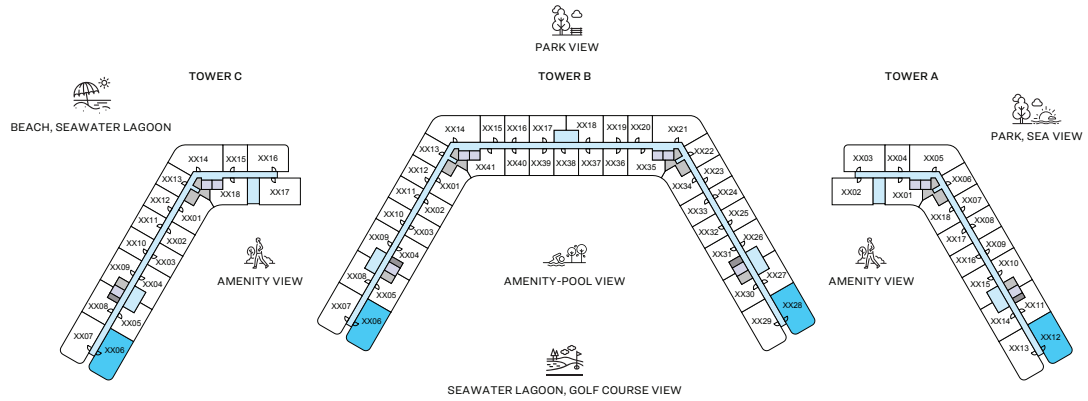 PARK VIEW
TOWER C
TOWER B
TOWER A
BEACH, SEAWATER LAGOON
PARK, SEA VIEW
XX14
XX15
XX16
XX13
XX12
XX11
XX10
XX09
XX08
XX07
XX18
XX17
XX01
XX02
XX03
XX04
XX05
XX06
AMENITY VIEW
XX14
XX15
XX16
XX17
XX18
XX19
XX20
XX21
XX13
XX12
XX11
XX10
XX09
XX08
XX07
XX41
XX40
XX39
XX38
XX37
XX36
XX35
XX01
XX02
XX03
XX04
XX05
XX06
XX22
XX23
XX24
XX25
XX26
XX27
XX28
XX34
XX33
XX32
XX31
XX30
XX29
AMENITY-POOL VIEW
XX03
XX04
XX05
XX02
XX01
XX06
XX07
XX08
XX09
XX10
XX11
XX12
XX18
XX17
XX16
XX15
XX14
XX13
AMENITY VIEW
SEAWATER LAGOON, GOLF COURSE VIEW